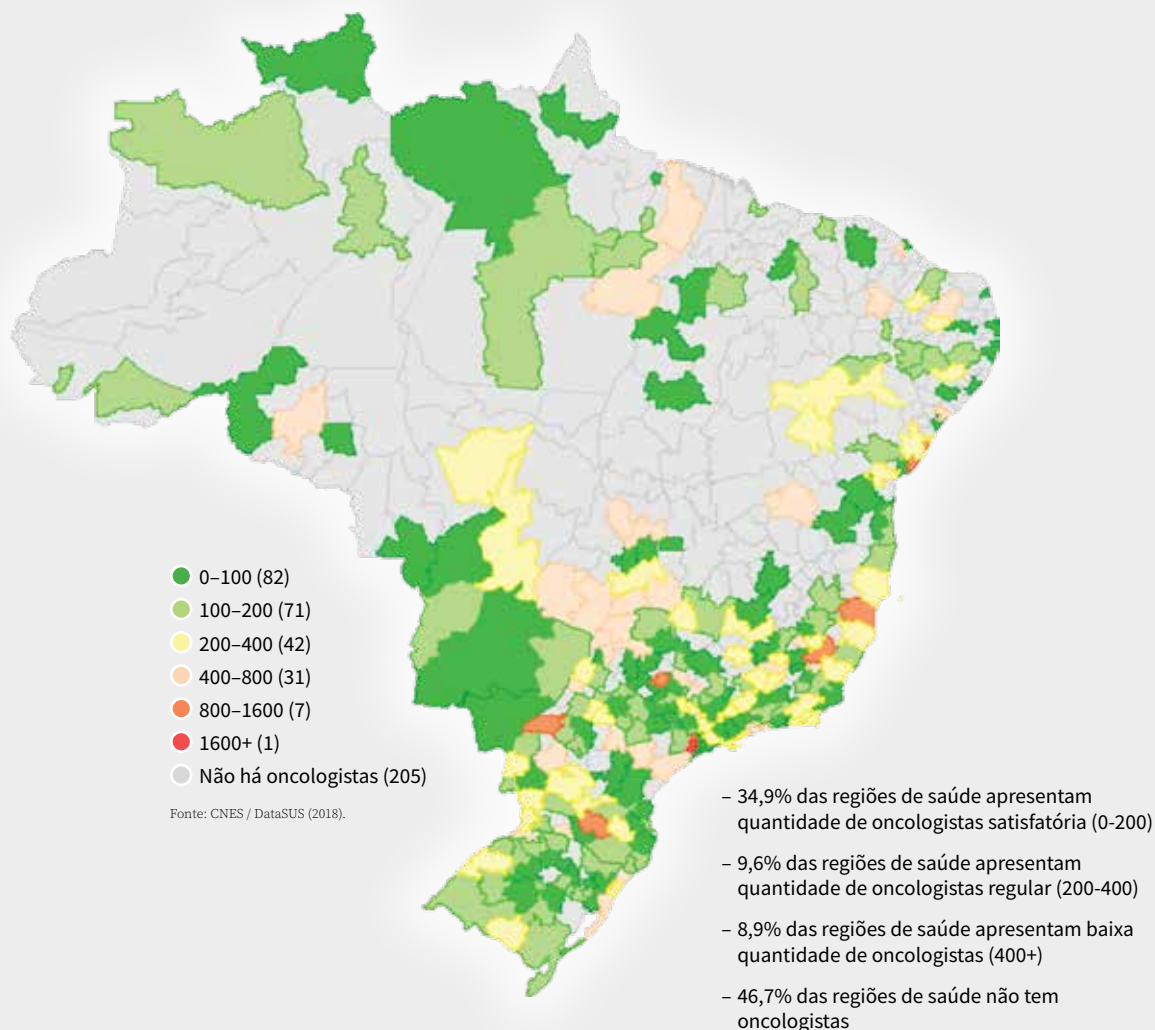 0–100 (82)
100–200 (71)
200–400 (42)
400–800 (31)
800–1600 (7)
1600+ (1)
Não há oncologistas (205)
Fonte: CNES / DataSUS (2018).
– 34,9% das regiões de saúde apresentam
quantidade de oncologistas satisfatória (0-200)
– 9,6% das regiões de saúde apresentam
quantidade de oncologistas regular (200-400)
– 8,9% das regiões de saúde apresentam baixa
quantidade de oncologistas (400+)
– 46,7% das regiões de saúde não tem
oncologistas